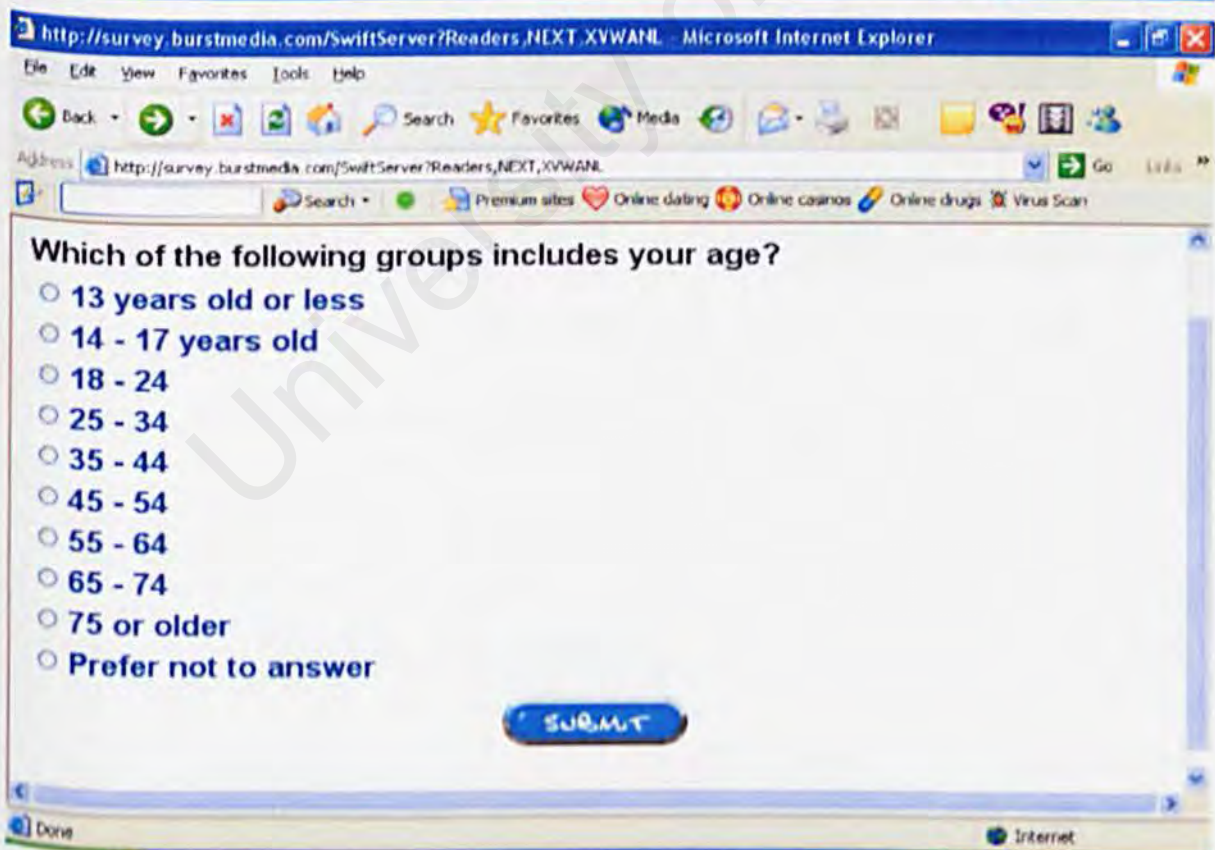 http://survey.burstmedia.com/SwiftServer?Readers,NEXT,XVWANL - Microsoft Internet Explorer
File Edit View Favorites Tools Help
Back Search Favorites Media
Address http://survey.burstmedia.com/SwiftServer?Readers,NEXT,XVWANL Go Links »
Search Premium sites Online dating Online casinos Online drugs Virus Scan
Which of the following groups includes your age?
13 years old or less
14 - 17 years old
18 - 24
25 - 34
35 - 44
45 - 54
55 - 64
65 - 74
75 or older
Prefer not to answer
SUBMIT
Done Internet
University of